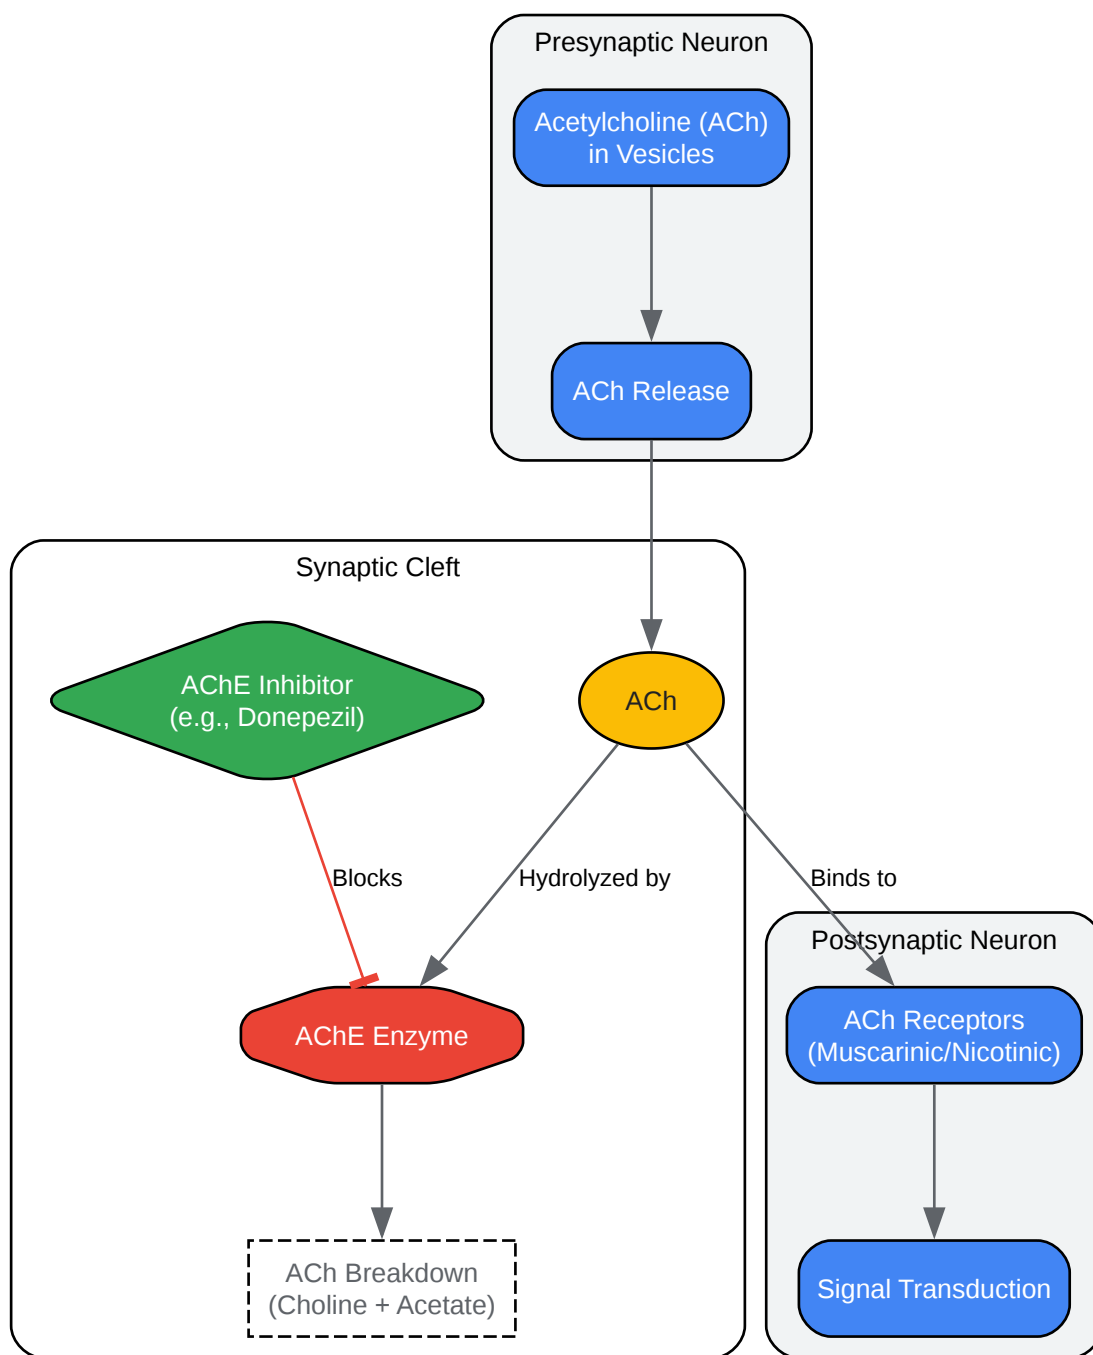 Presynaptic Neuron
Acetylcholine (ACh)
in Vesicles
ACh Release
Synaptic Cleft
AChE Inhibitor
(e.g., Donepezil)
ACh
Blocks
Hydrolyzed by
Binds to
Postsynaptic Neuron
AChE Enzyme
ACh Receptors
(Muscarinic/Nicotinic)
ACh Breakdown
(Choline + Acetate)
Signal Transduction